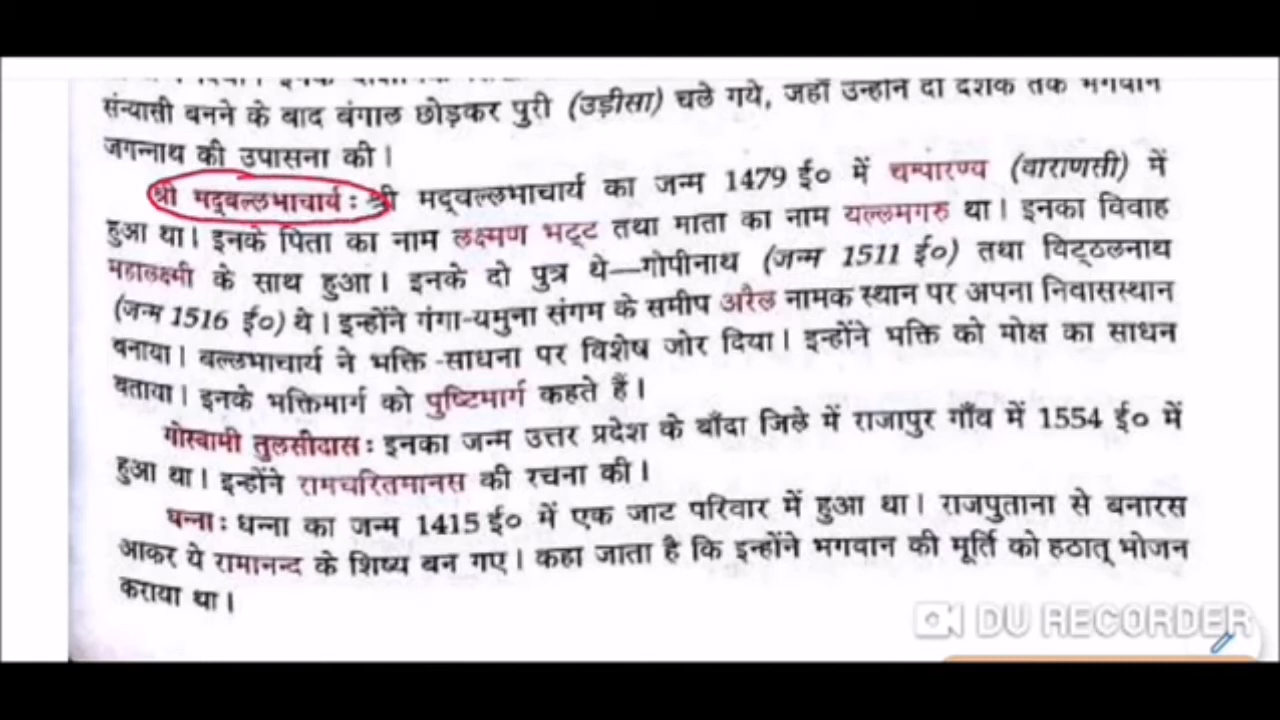 संन्यासी बनने के बाद बंगाल छोड़कर पुरी (उड़ीसा) चले गये, जहाँ उन्होंने दो दशक तक भगवान
जगन्नाथ की उपासना की।
श्री मद्वल्लभाचार्य : श्री मद्वल्लभाचार्य का जन्म 1479 ई० में चम्पारण्य (वाराणसी) में
हुआ था। इनके पिता का नाम लक्ष्मण भट्ट तथा माता का नाम यल्लमगरु था। इनका विवाह
महालक्ष्मी के साथ हुआ। इनके दो पुत्र थे—गोपीनाथ (जन्म 1511 ई०) तथा विट्ठलनाथ
(जन्म 1516 ई०) थे। इन्होंने गंगा-यमुना संगम के समीप अरैल नामक स्थान पर अपना निवासस्थान
बनाया। बल्लभाचार्य ने भक्ति-साधना पर विशेष जोर दिया। इन्होंने भक्ति को मोक्ष का साधन
बताया। इनके भक्तिमार्ग को पुष्टिमार्ग कहते हैं।
गोस्वामी तुलसीदास : इनका जन्म उत्तर प्रदेश के बाँदा जिले में राजापुर गाँव में 1554 ई० में
हुआ था। इन्होंने रामचरितमानस की रचना की।
धन्ना : धन्ना का जन्म 1415 ई० में एक जाट परिवार में हुआ था। राजपुताना से बनारस
आकर ये रामानन्द के शिष्य बन गए। कहा जाता है कि इन्होंने भगवान की मूर्ति को हठात् भोजन
कराया था।
DU RECORDER